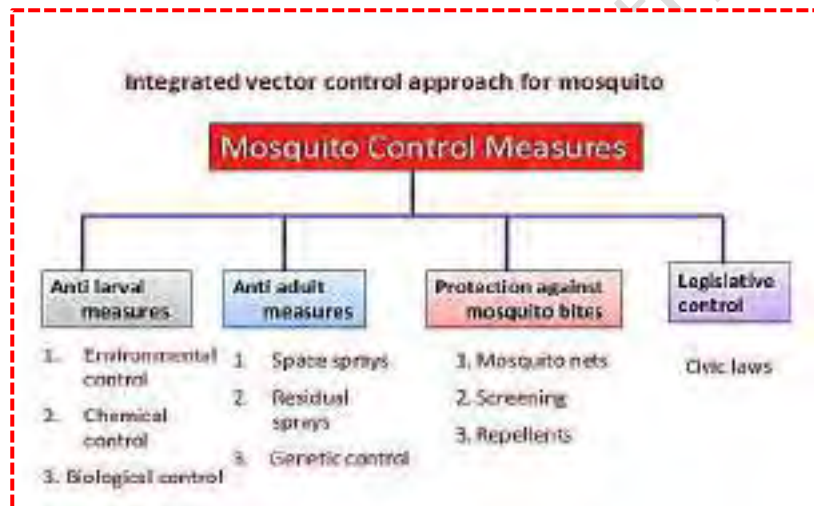 Integrated vector control approach for mosquito
Mosquito Control Measures
Anti larval
measures
1. Environmental
control
2. Chemical
control
3. Biological control
Anti adult
measures
1 Space sprays
2. Residual
sprays
3. Genetic control
Protection against
mosquito bites
1. Mosquito nets
2. Screening
3. Repellents
Legislative
control
Civic laws